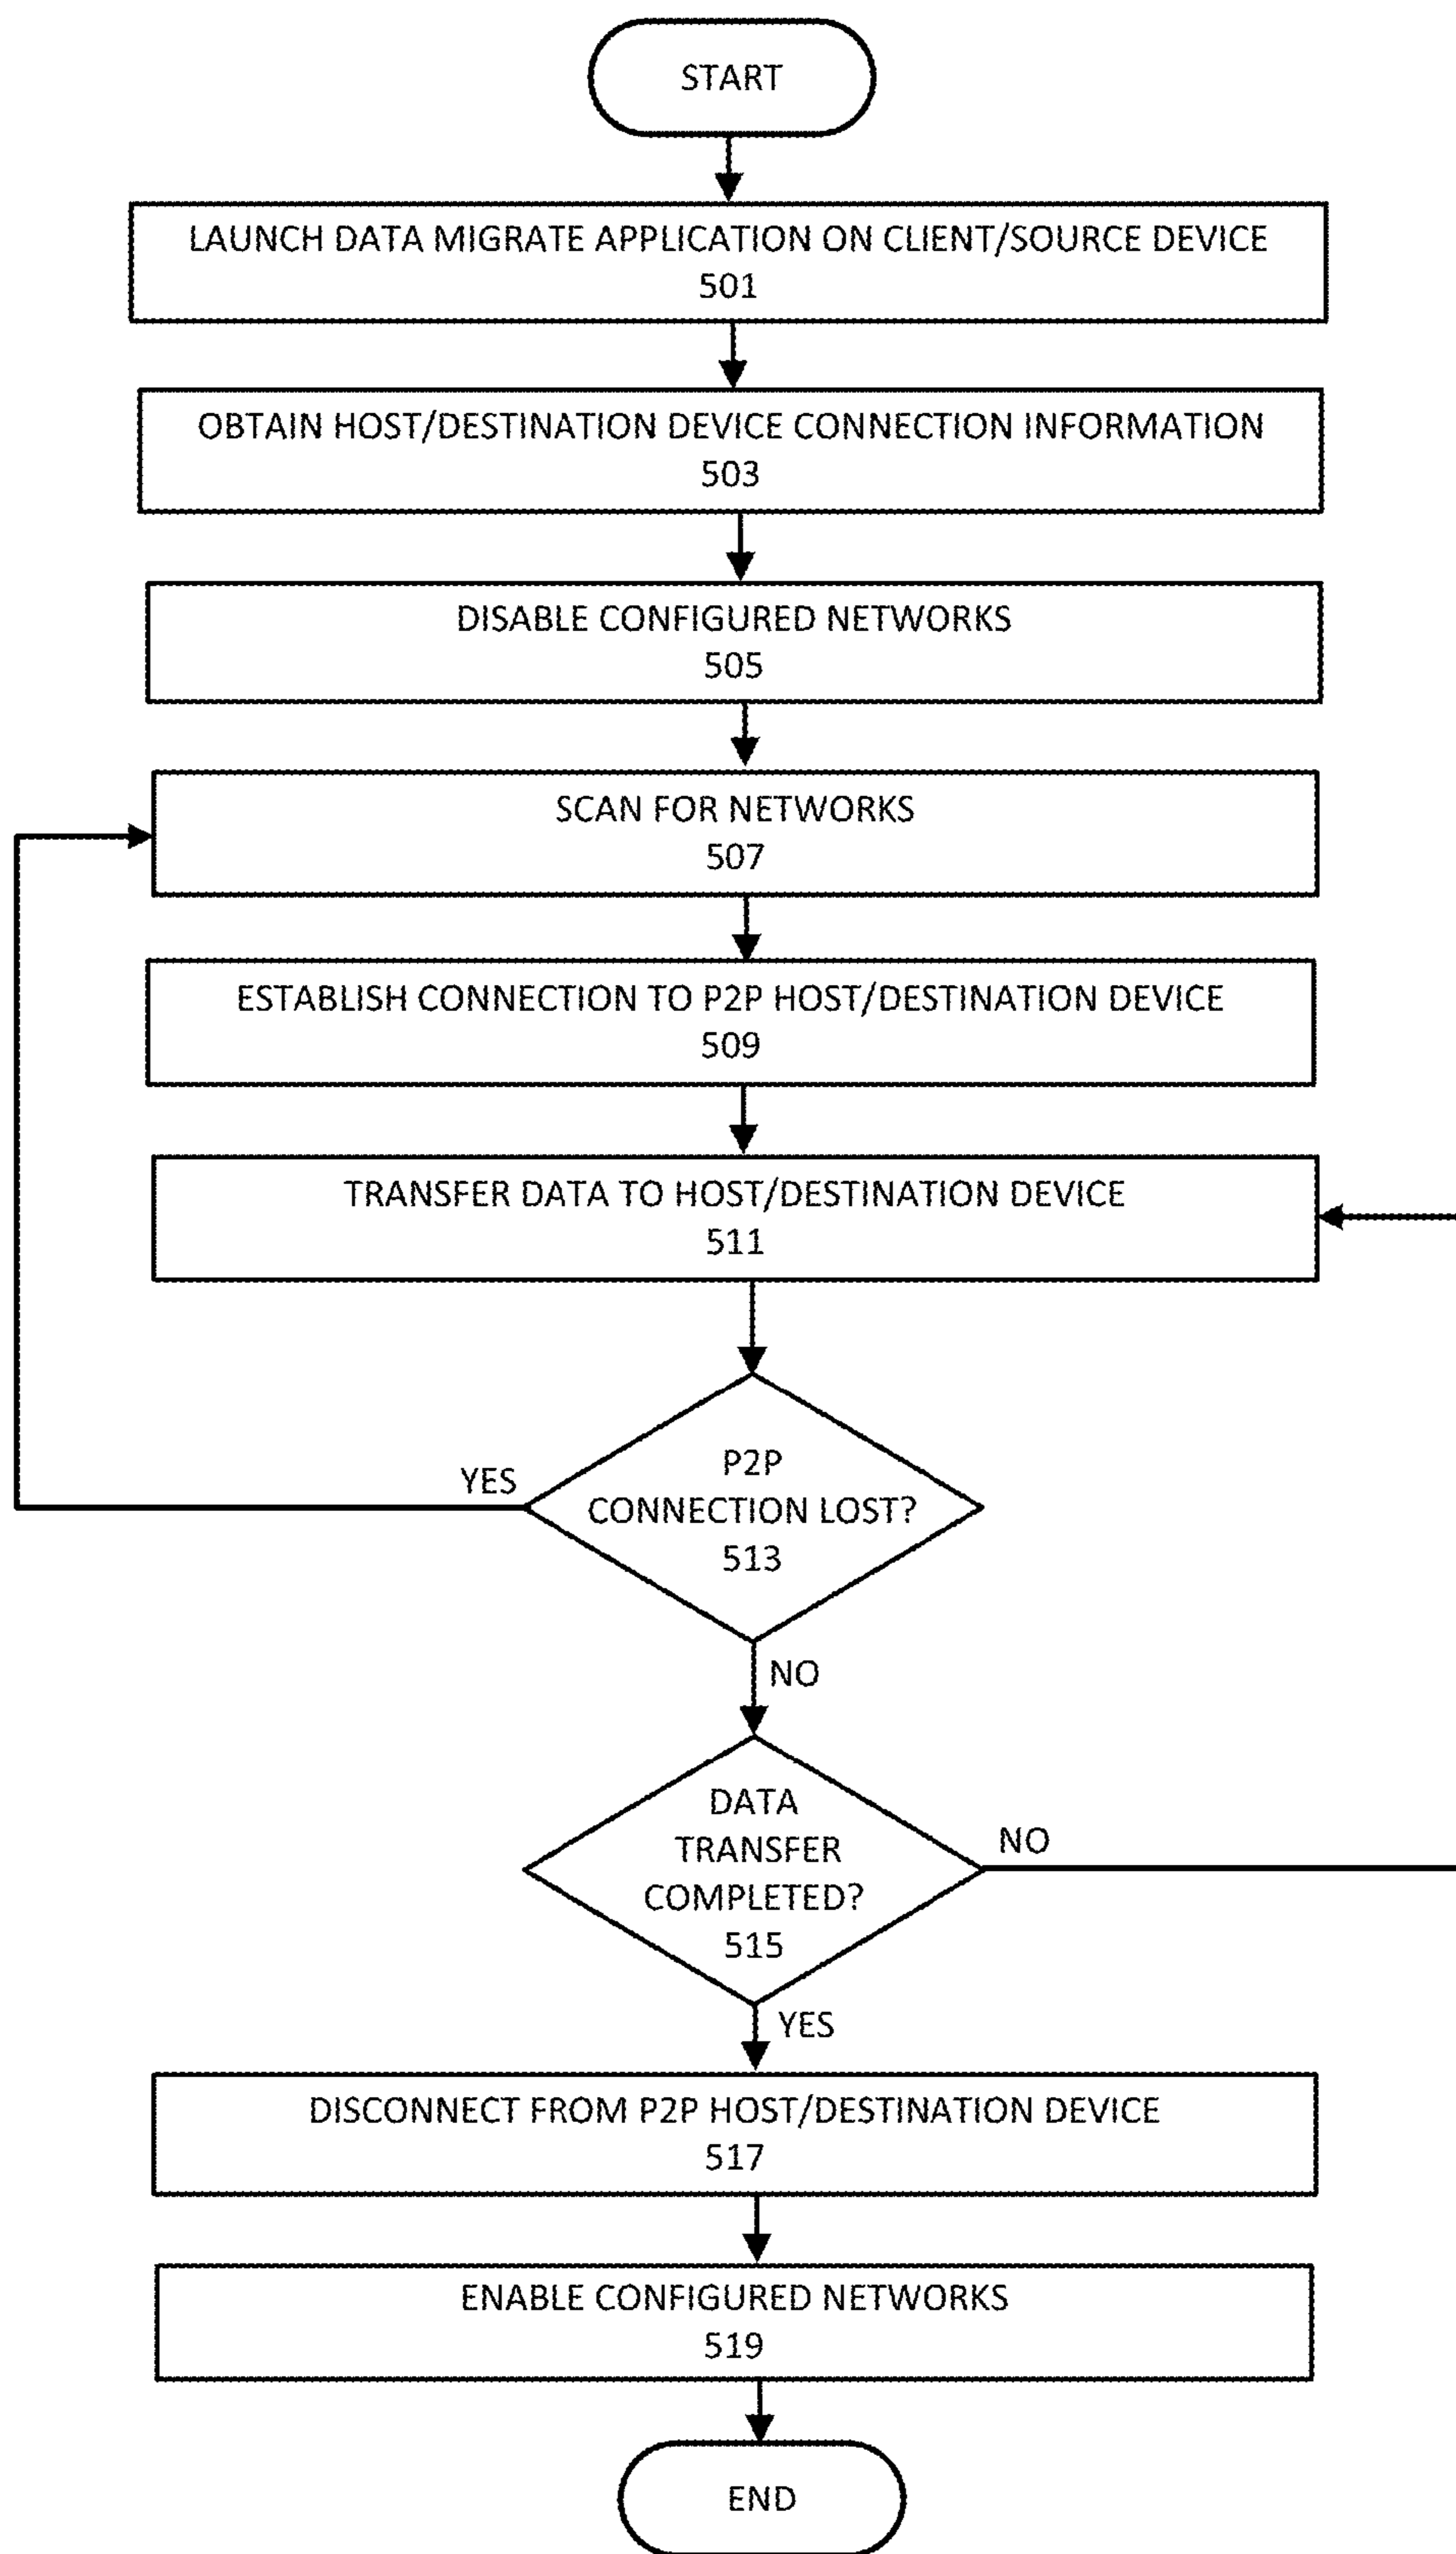 START
LAUNCH DATA MIGRATE APPLICATION ON CLIENT/SOURCE DEVICE
501
OBTAIN HOST/DESTINATION DEVICE CONNECTION INFORMATION
503
DISABLE CONFIGURED NETWORKS
505
SCAN FOR NETWORKS
507
ESTABLISH CONNECTION TO P2P HOST/DESTINATION DEVICE
509
TRANSFER DATA TO HOST/DESTINATION DEVICE
511
P2P
CONNECTION LOST?
513
YES
NO
DATA
TRANSFER
COMPLETED?
515
NO
YES
DISCONNECT FROM P2P HOST/DESTINATION DEVICE
517
ENABLE CONFIGURED NETWORKS
519
END